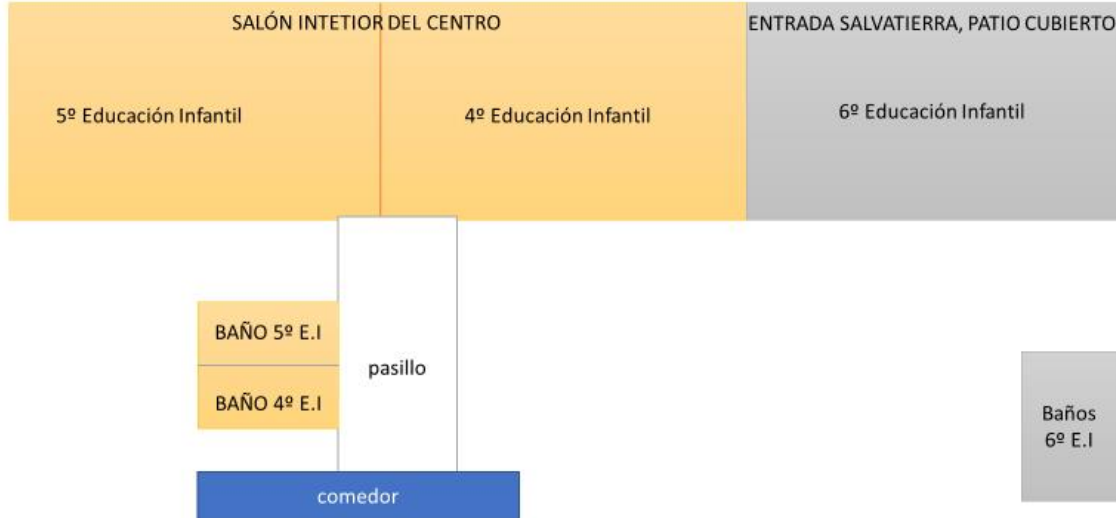 SALÓN INTETIOR DEL CENTRO
ENTRADA SALVATIERRA, PATIO CUBIERTO
5º Educación Infantil
4º Educación Infantil
6º Educación Infantil
BAÑO 5º E.I
pasillo
BAÑO 4º E.I
Baños
6º E.I
comedor